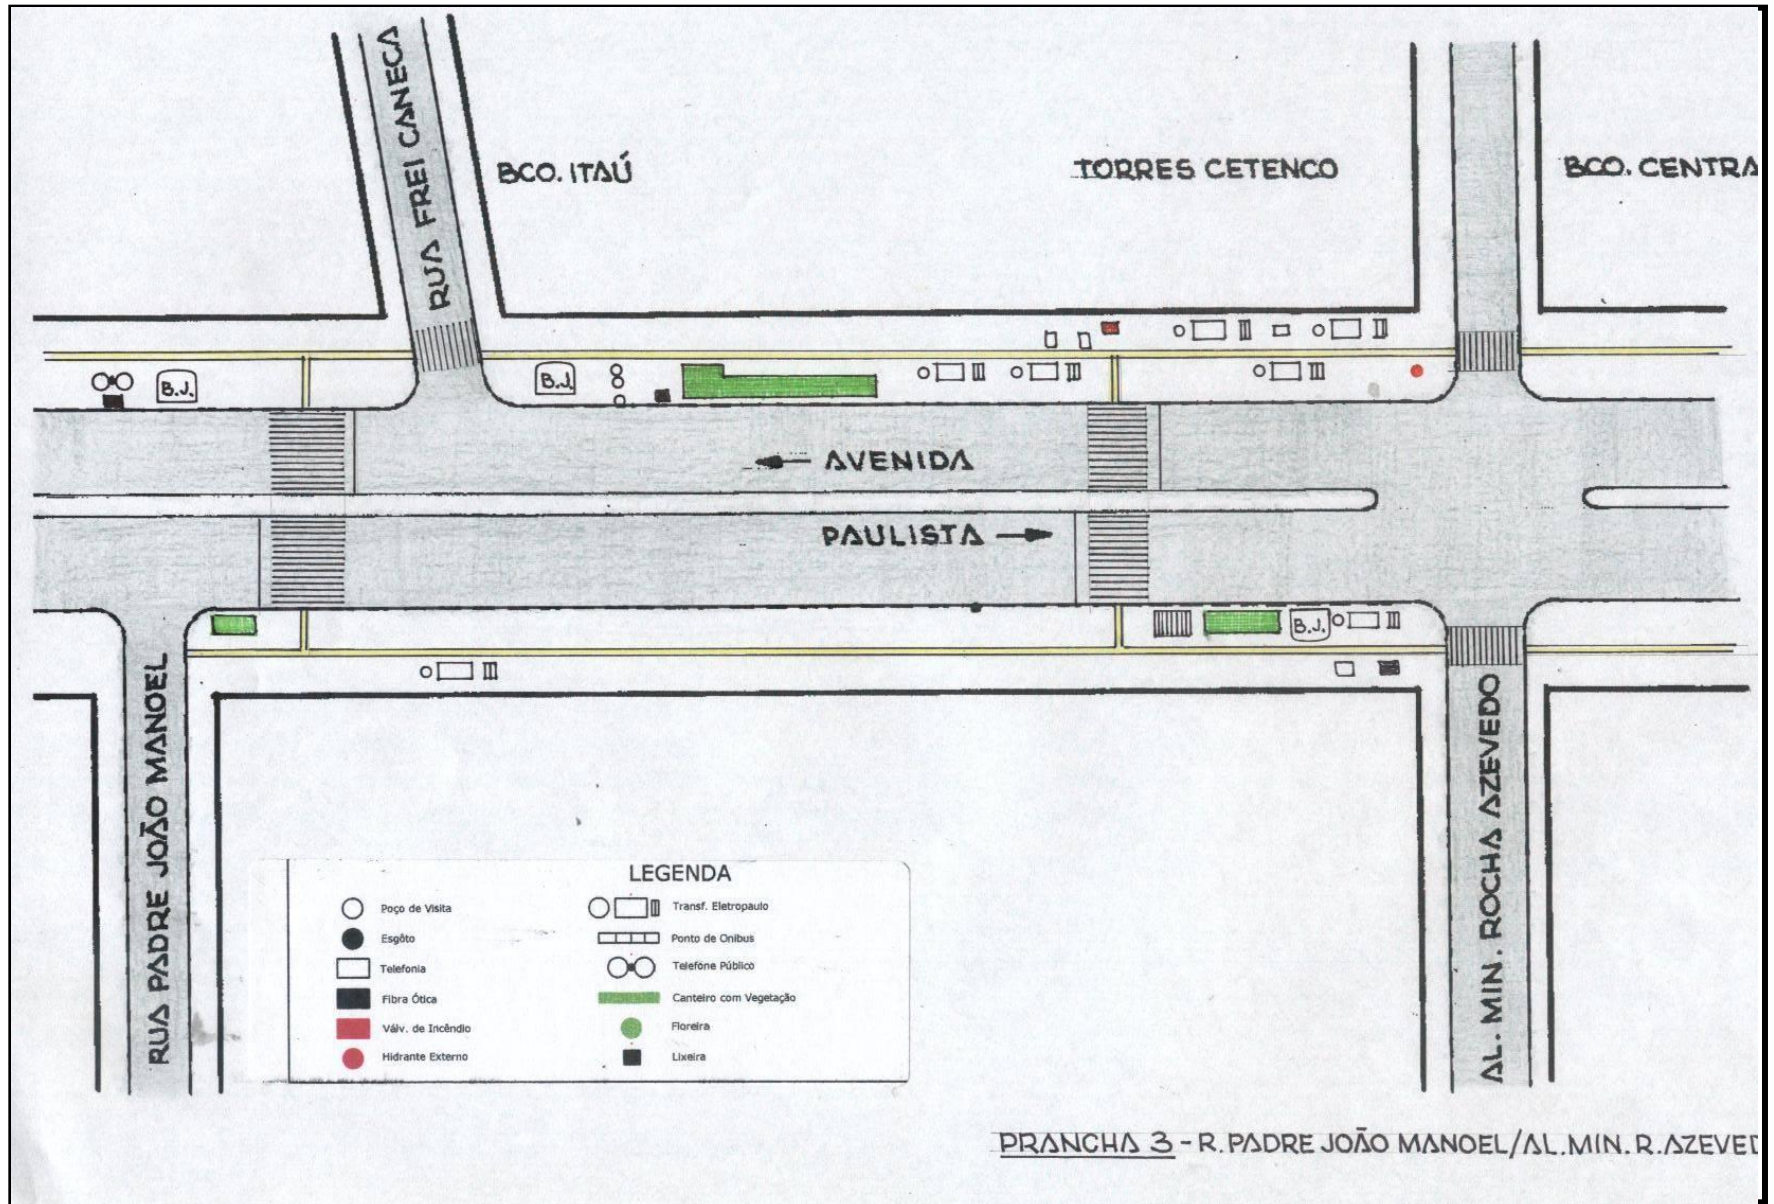 RUA FREI CANECA
BCO. ITAÚ
TORRES CETENCO
BCO. CENTRA
B.J.
B.J.
← AVENIDA
PAULISTA →
B.J.
RUA PADRE JOÃO MANOEL
AL. MIN. ROCHA AZEVEDO
LEGENDA
Poço de Visita
Esgôto
Telefonia
Fibra Ótica
Válv. de Incêndio
Hidrante Externo
Transf. Eletropaulo
Ponto de Onibus
Telefone Público
Canteiro com Vegetação
Floreira
Lixeira
PRANCHA 3 - R. PADRE JOÃO MANOEL/AL. MIN. R. AZEVED